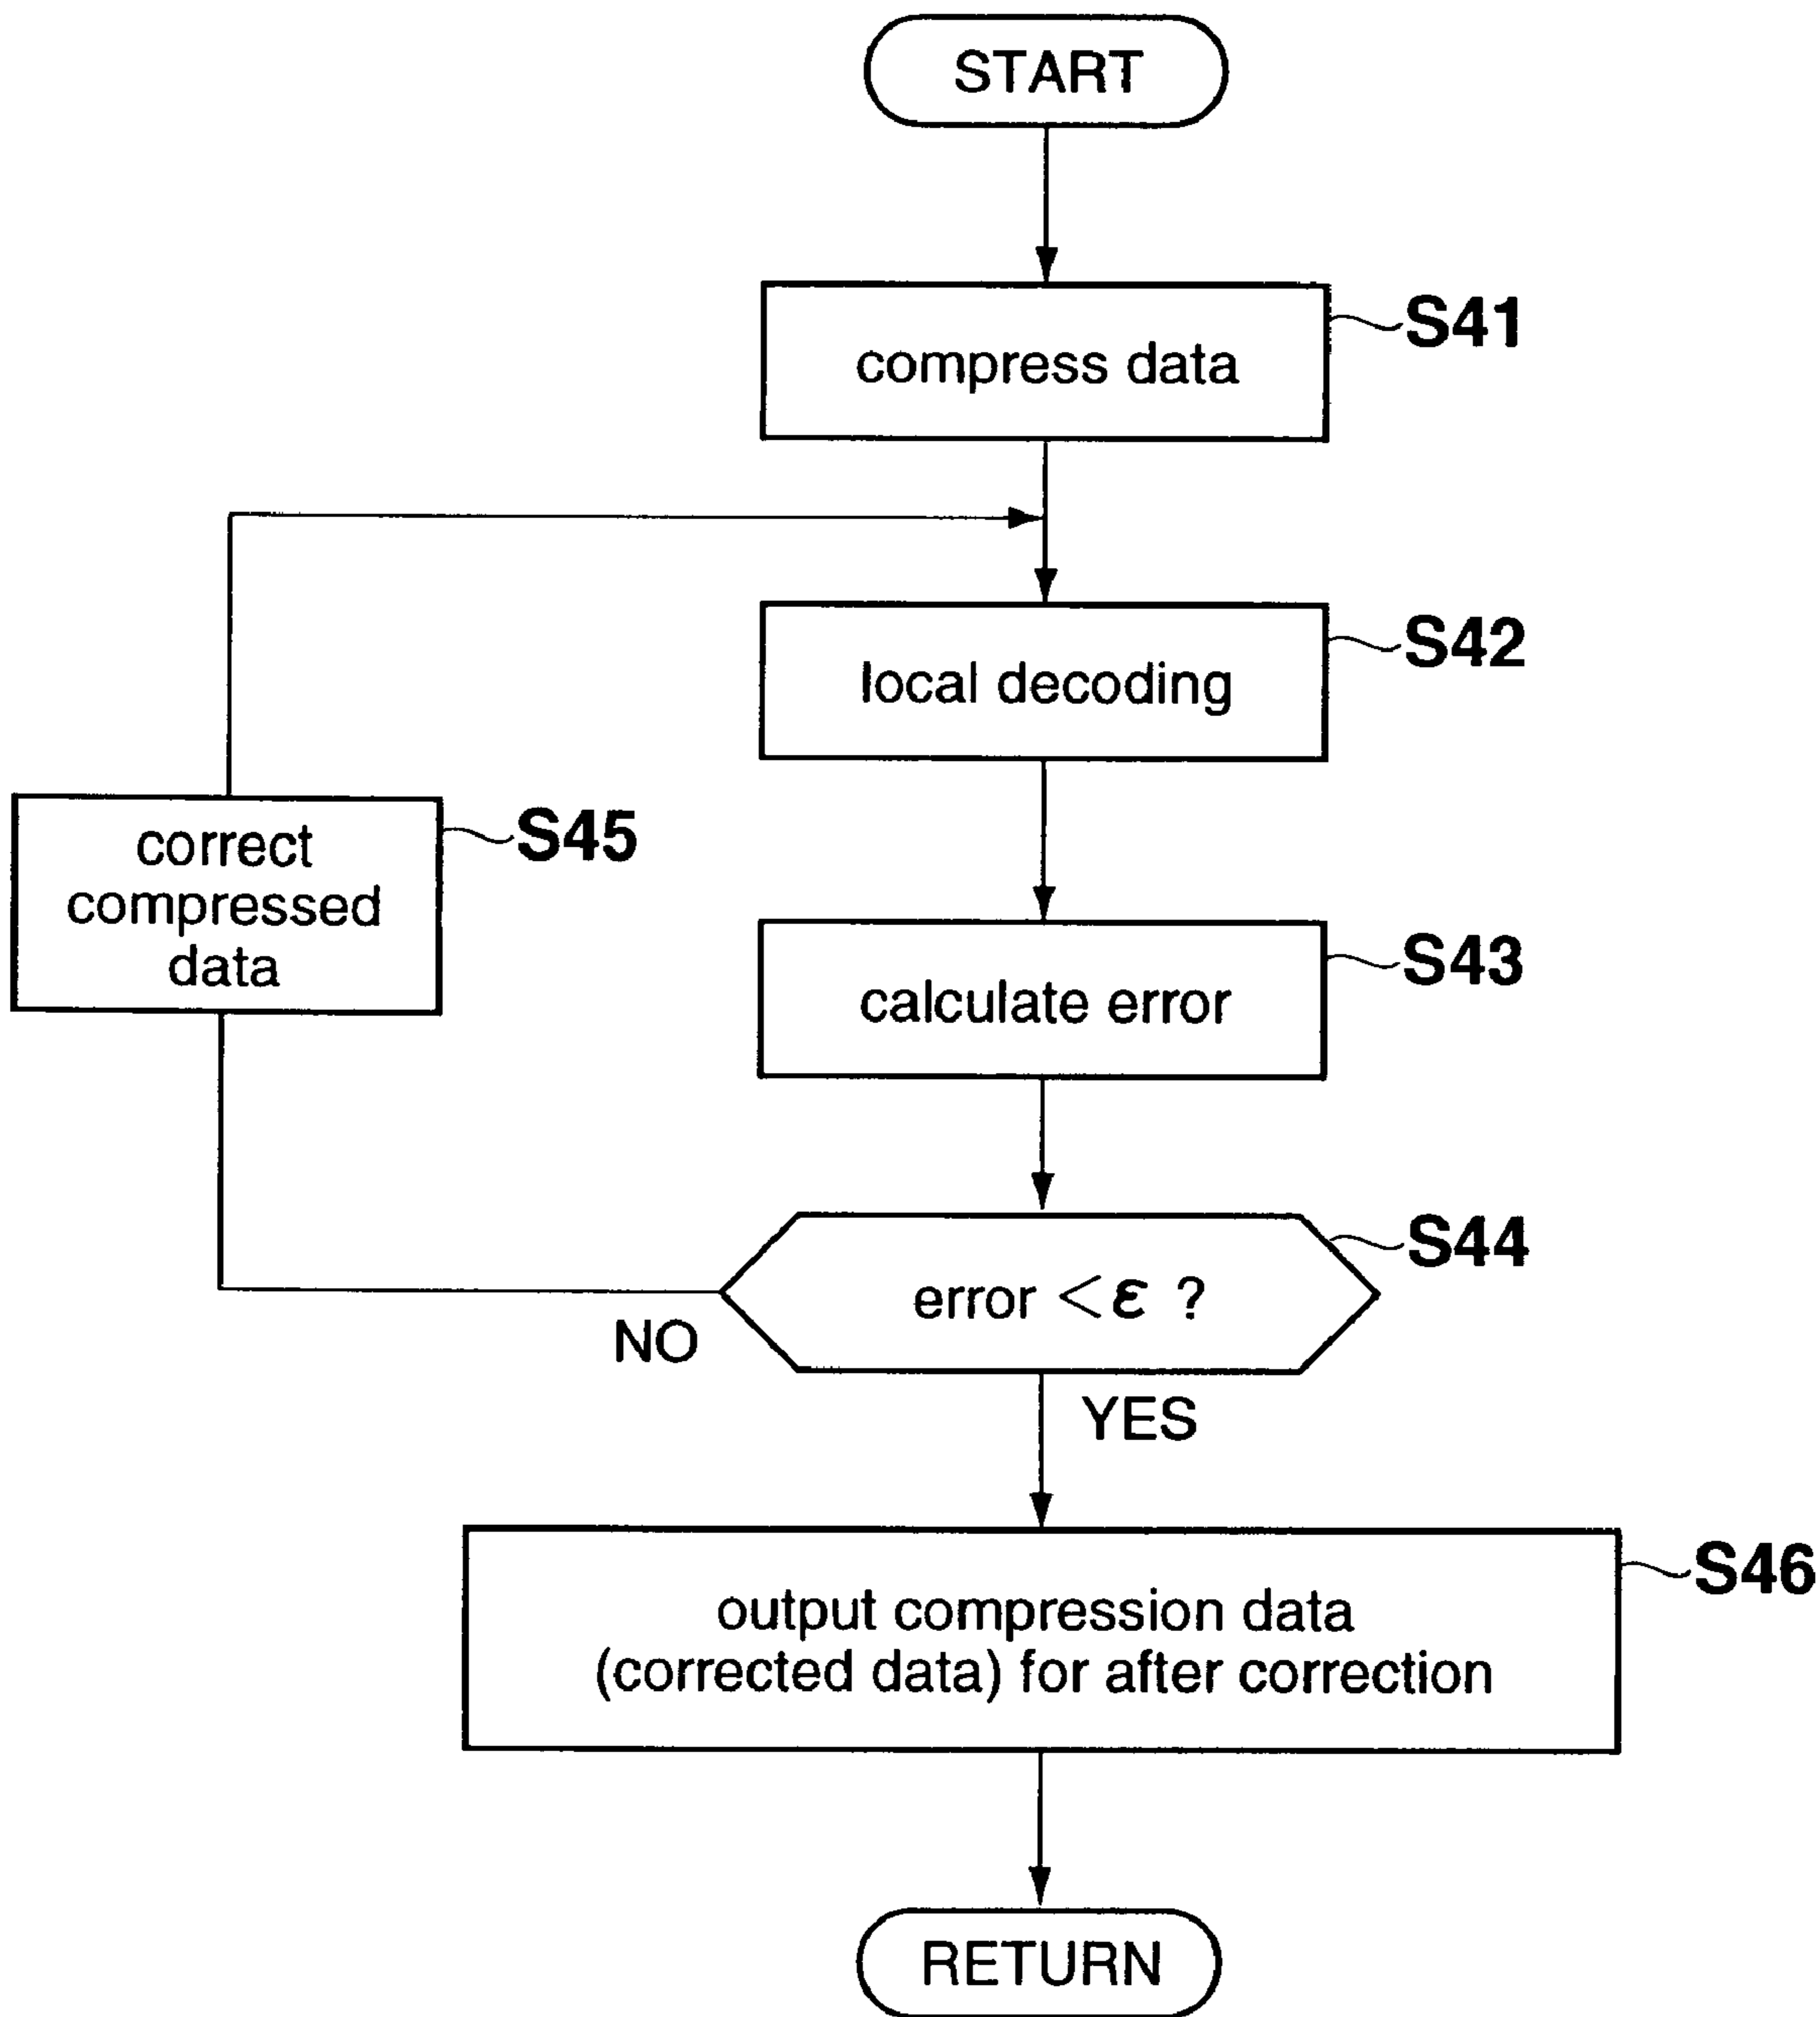 START
compress data
S41
local decoding
S42
correct
compressed
data
S45
calculate error
S43
error < ε ?
S44
NO
YES
output compression data
(corrected data) for after correction
S46
RETURN